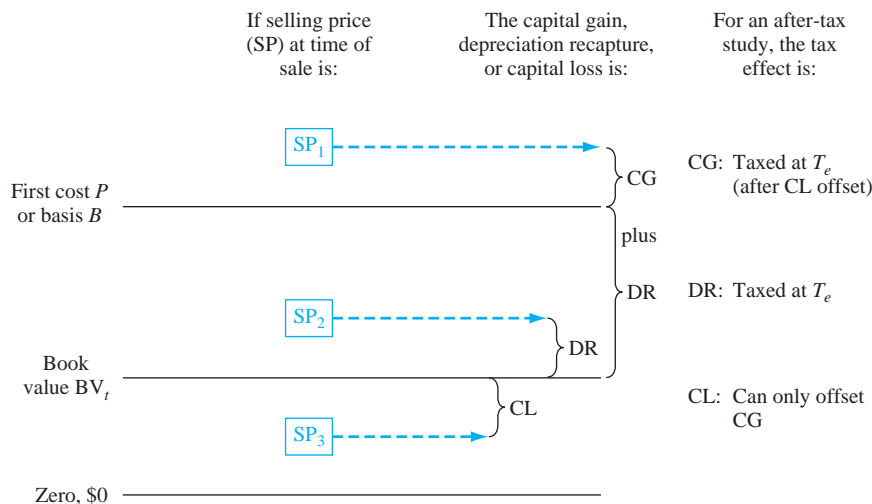 If selling price
(SP) at time of
sale is:
The capital gain,
depreciation recapture,
or capital loss is:
For an after-tax
study, the tax
effect is:
SP1
CG
CG: Taxed at Te
(after CL offset)
First cost P
or basis B
plus
DR
DR: Taxed at Te
SP2
DR
Book
value BVt
CL
CL: Can only offset
CG
SP3
Zero, $0